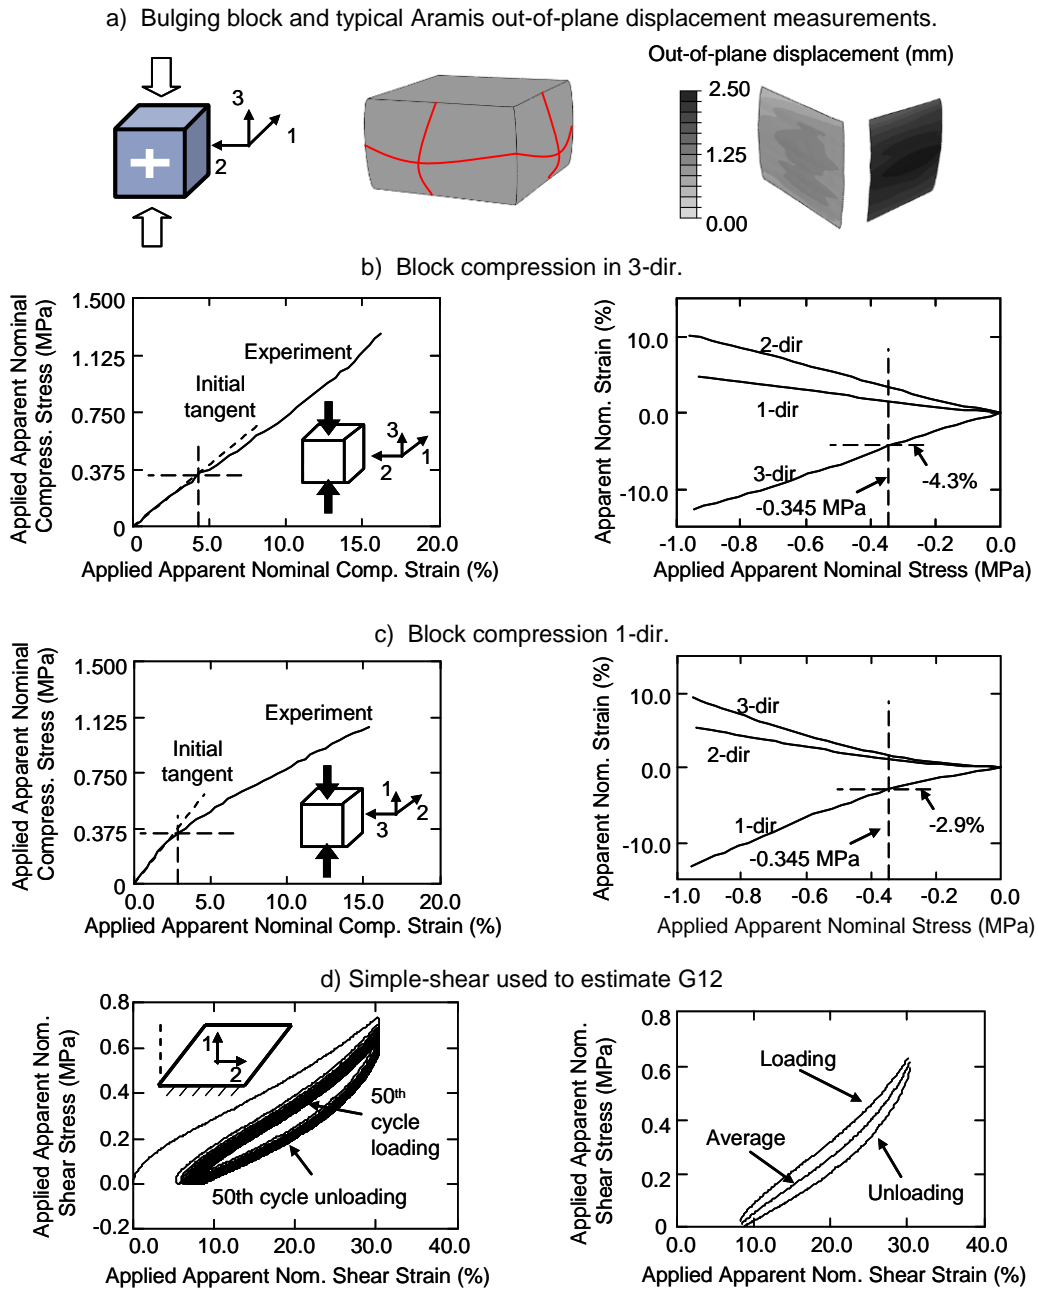 a) Bulging block and typical Aramis out-of-plane displacement measurements.
Out-of-plane displacement (mm)
3
1
2
2.50
1.25
0.00
b) Block compression in 3-dir.
Applied Apparent Nominal
Compress. Stress (MPa)
1.500
1.125
0.750
0.375
0
Experiment
Initial
tangent
3
2
1
0
5.0
10.0
15.0
20.0
Applied Apparent Nominal Comp. Strain (%)
Apparent Nom. Strain (%)
10.0
0.0
-10.0
2-dir
1-dir
3-dir
-4.3%
-0.345 MPa
-1.0
-0.8
-0.6
-0.4
-0.2
0.0
Applied Apparent Nominal Stress (MPa)
c) Block compression 1-dir.
Applied Apparent Nominal
Compress. Stress (MPa)
1.500
1.125
0.750
0.375
0
Experiment
Initial
tangent
1
2
3
0.0
5.0
10.0
15.0
20.0
Applied Apparent Nominal Comp. Strain (%)
Apparent Nom. Strain (%)
10.0
0.0
-10.0
3-dir
2-dir
1-dir
-2.9%
-0.345 MPa
-1.0
-0.8
-0.6
-0.4
-0.2
0.0
Applied Apparent Nominal Stress (MPa)
d) Simple-shear used to estimate G12
Applied Apparent Nom.
Shear Stress (MPa)
0.8
0.6
0.4
0.2
0.0
-0.2
1
2
50th
cycle
loading
50th cycle unloading
0.0
10.0
20.0
30.0
40.0
Applied Apparent Nom. Shear Strain (%)
Applied Apparent Nom.
Shear Stress (MPa)
0.8
0.6
0.4
0.2
0
Loading
Average
Unloading
0.0
10.0
20.0
30.0
40.0
Applied Apparent Nom. Shear Strain (%)